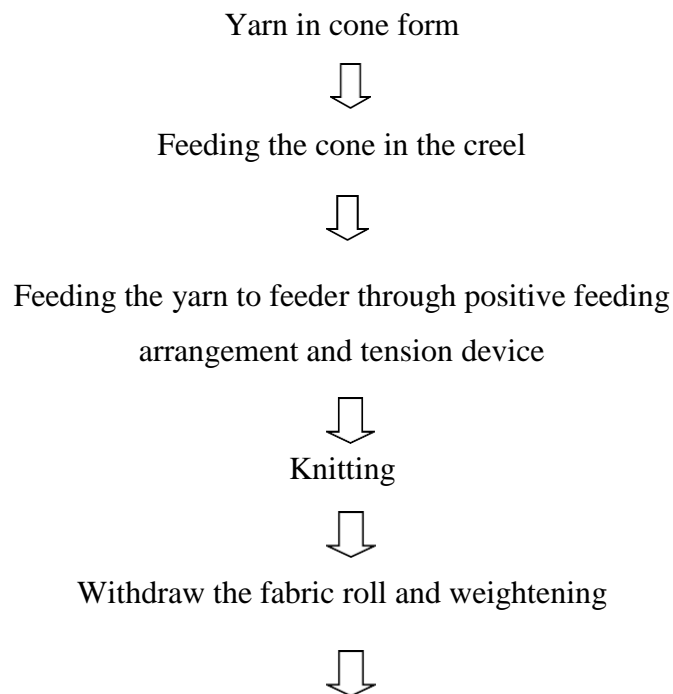 Yarn in cone form
Feeding the cone in the creel
Feeding the yarn to feeder through positive feeding
arrangement and tension device
Knitting
Withdraw the fabric roll and weightening